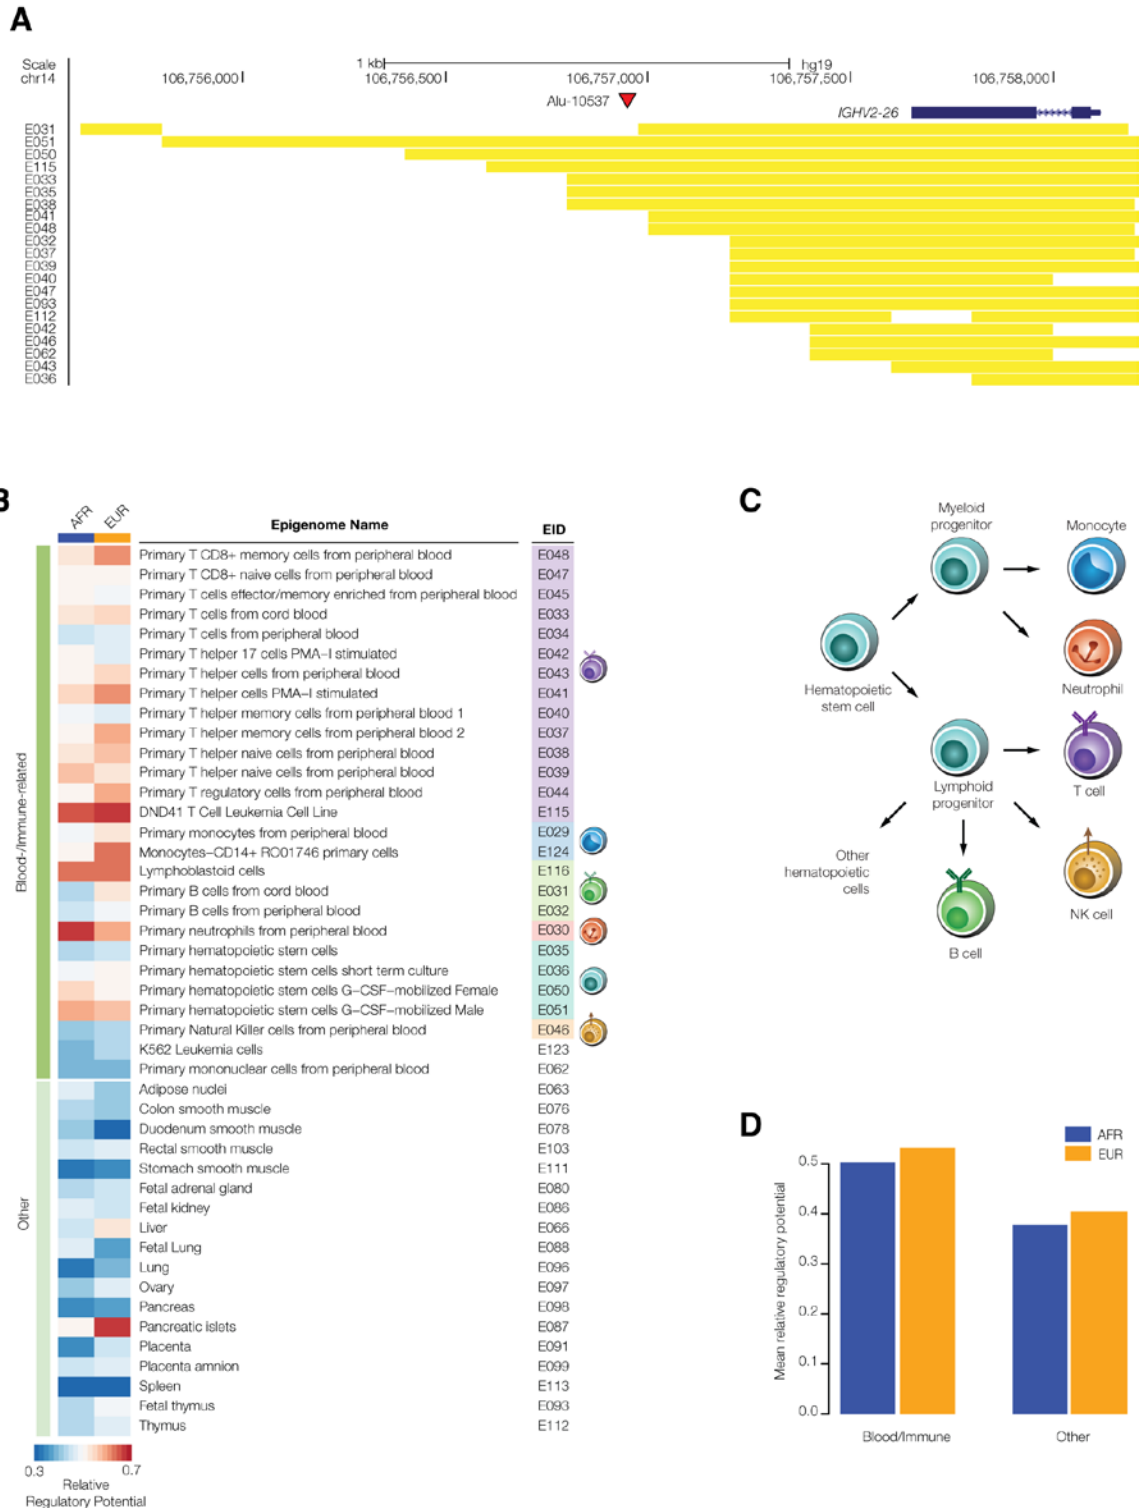 A
Scale
1 kb
hg19
chr14
106,756,000
106,756,500
106,757,000
106,757,500
106,758,000
Alu-10537
IGHV2-26
E031
E051
E050
E115
E033
E035
E038
E041
E048
E032
E037
E039
E040
E047
E093
E112
E042
E046
E062
E043
E036
B
AFR
EUR
Epigenome Name
EID
Blood-/Immune-related
Primary T CD8+ memory cells from peripheral blood E048
Primary T CD8+ naive cells from peripheral blood E047
Primary T cells effector/memory enriched from peripheral blood E045
Primary T cells from cord blood E033
Primary T cells from peripheral blood E034
Primary T helper 17 cells PMA-I stimulated E042
Primary T helper cells from peripheral blood E043
Primary T helper cells PMA-I stimulated E041
Primary T helper memory cells from peripheral blood 1 E040
Primary T helper memory cells from peripheral blood 2 E037
Primary T helper naive cells from peripheral blood E038
Primary T helper naive cells from peripheral blood E039
Primary T regulatory cells from peripheral blood E044
DND41 T Cell Leukemia Cell Line E115
Primary monocytes from peripheral blood E029
Monocytes-CD14+ RO01746 primary cells E124
Lymphoblastoid cells E116
Primary B cells from cord blood E031
Primary B cells from peripheral blood E032
Primary neutrophils from peripheral blood E030
Primary hematopoietic stem cells E035
Primary hematopoietic stem cells short term culture E036
Primary hematopoietic stem cells G-CSF-mobilized Female E050
Primary hematopoietic stem cells G-CSF-mobilized Male E051
Primary Natural Killer cells from peripheral blood E046
K562 Leukemia cells E123
Primary mononuclear cells from peripheral blood E062
Other
Adipose nuclei E063
Colon smooth muscle E076
Duodenum smooth muscle E078
Rectal smooth muscle E103
Stomach smooth muscle E111
Fetal adrenal gland E080
Fetal kidney E086
Liver E066
Fetal Lung E088
Lung E096
Ovary E097
Pancreas E098
Pancreatic islets E087
Placenta E091
Placenta amnion E099
Spleen E113
Fetal thymus E093
Thymus E112
0.3
0.7
Relative
Regulatory Potential
C
Myeloid
progenitor
Monocyte
Hematopoietic
stem cell
Neutrophil
Lymphoid
progenitor
T cell
Other
hematopoietic
cells
NK cell
B cell
D
AFR
EUR
Mean relative regulatory potential
0.5
0.4
0.3
0.2
0.1
0.0
Blood/Immune
Other